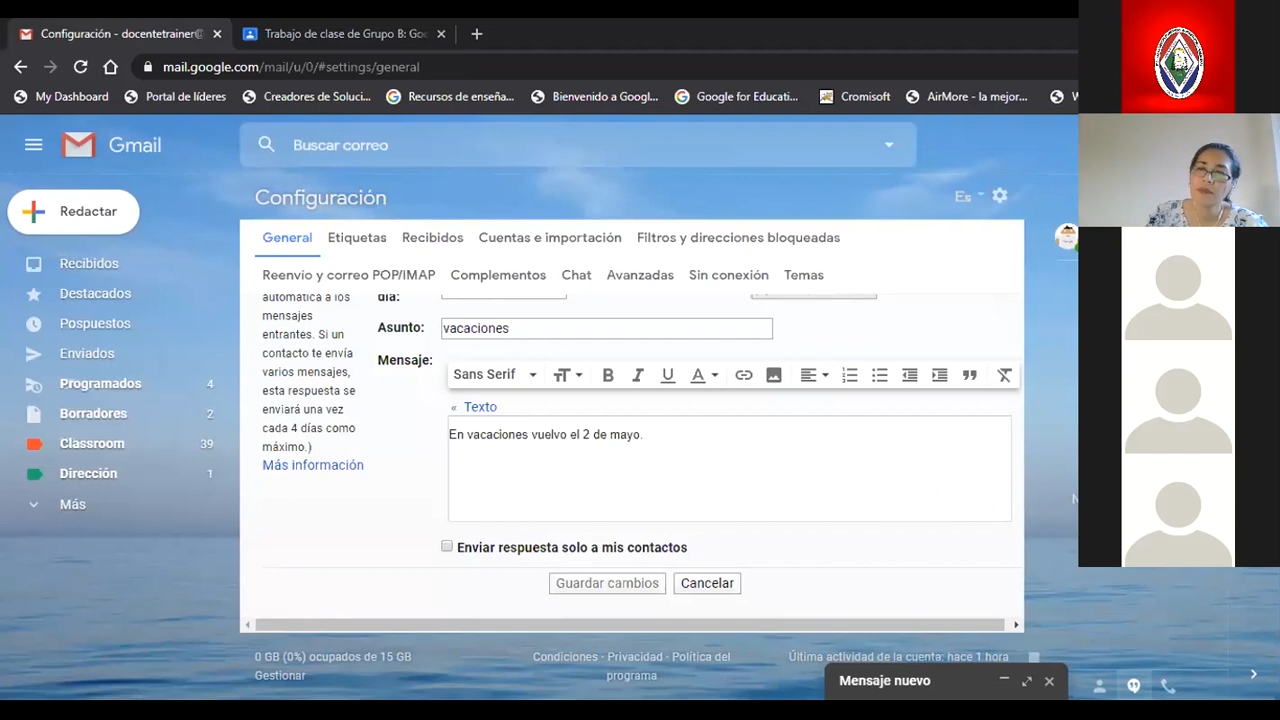 Configuración - docentetrainer@
Trabajo de clase de Grupo B: Goo
mail.google.com/mail/u/0/#settings/general
My Dashboard
Portal de líderes
Creadores de Soluci...
Recursos de enseña...
Bienvenido a Googl...
Google for Educati...
Cromisoft
AirMore - la mejor...
Gmail
Buscar correo
Configuración
Es
Redactar
Recibidos
Destacados
Pospuestos
Enviados
Programados 4
Borradores 2
Classroom 39
Dirección 1
Más
General Etiquetas Recibidos Cuentas e importación Filtros y direcciones bloqueadas
Reenvío y correo POP/IMAP Complementos Chat Avanzadas Sin conexión Temas
automática a los
mensajes
entrantes. Si un
contacto te envía
varios mensajes,
esta respuesta se
enviará una vez
cada 4 días como
máximo.)
Más información
día:
Asunto: vacaciones
Mensaje:
Sans Serif
« Texto
En vacaciones vuelvo el 2 de mayo.
Enviar respuesta solo a mis contactos
Guardar cambios Cancelar
0 GB (0%) ocupados de 15 GB
Gestionar
Condiciones - Privacidad - Política del
programa
Última actividad de la cuenta: hace 1 hora
Mensaje nuevo